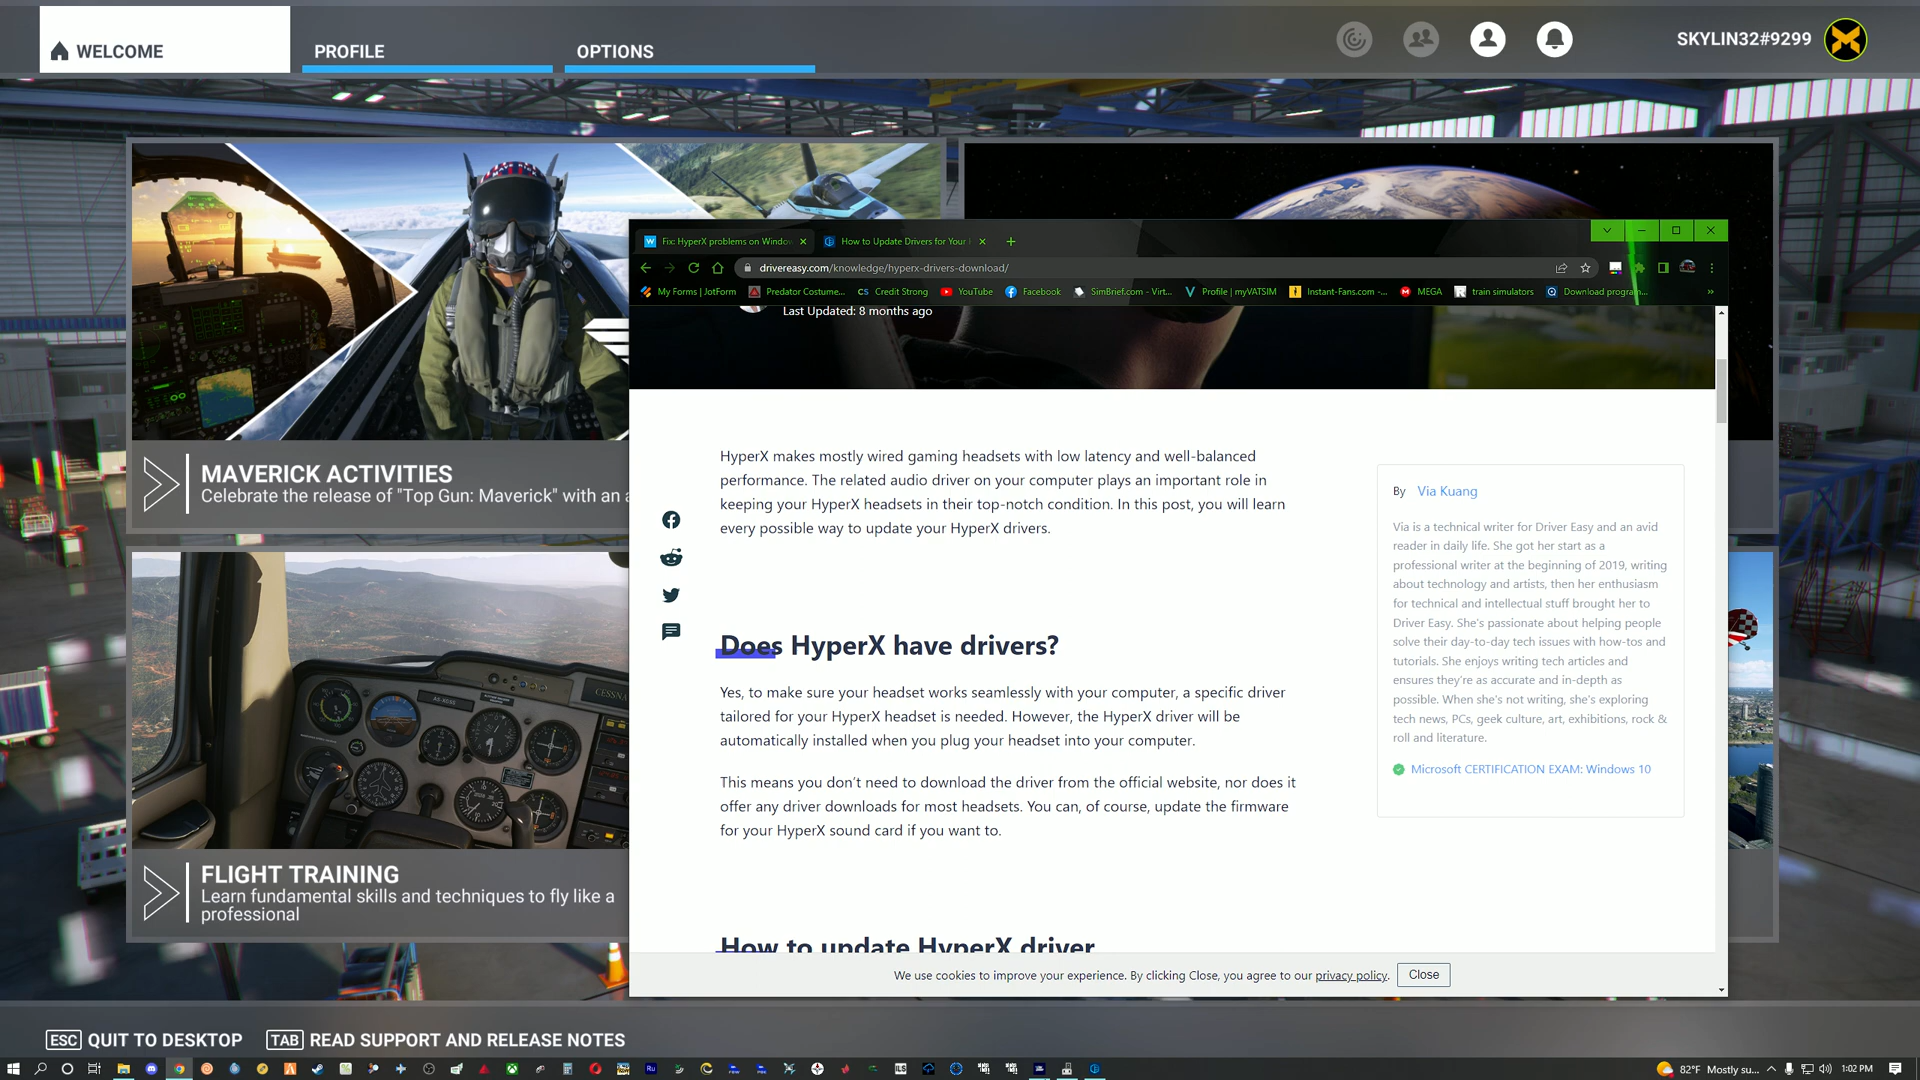 WELCOME
PROFILE
OPTIONS
SKYLIN32#9299
MAVERICK ACTIVITIES
Celebrate the release of "Top Gun: Maverick" with an a
FLIGHT TRAINING
Learn fundamental skills and techniques to fly like a
professional
CESSNA
Fix: HyperX problems on Window
How to Update Drivers for Your
drivereasy.com/knowledge/hyperx-drivers-download/
My Forms | JotForm
Predator Costume...
CS Credit Strong
YouTube
Facebook
SimBrief.com - Virt...
Profile | myVATSIM
Instant-Fans.com -...
MEGA
train simulators
Download progra...
Last Updated: 8 months ago
HyperX makes mostly wired gaming headsets with low latency and well-balanced
performance. The related audio driver on your computer plays an important role in
keeping your HyperX headsets in their top-notch condition. In this post, you will learn
every possible way to update your HyperX drivers.
Does HyperX have drivers?
Yes, to make sure your headset works seamlessly with your computer, a specific driver
tailored for your HyperX headset is needed. However, the HyperX driver will be
automatically installed when you plug your headset into your computer.
This means you don't need to download the driver from the official website, nor does it
offer any driver downloads for most headsets. You can, of course, update the firmware
for your HyperX sound card if you want to.
How to update HyperX driver
By Via Kuang
Via is a technical writer for Driver Easy and an avid
reader in daily life. She got her start as a
professional writer at the beginning of 2019, writing
about technology and artists, then her enthusiasm
for technical and intellectual stuff brought her to
Driver Easy. She's passionate about helping people
solve their day-to-day tech issues with how-tos and
tutorials. She enjoys writing tech articles and
ensures they're as accurate and in-depth as
possible. When she's not writing, she's exploring
tech news, PCs, geek culture, art, exhibitions, rock &
roll and literature.
Microsoft CERTIFICATION EXAM: Windows 10
We use cookies to improve your experience. By clicking Close, you agree to our privacy policy.
Close
ESC QUIT TO DESKTOP
TAB READ SUPPORT AND RELEASE NOTES
82°F Mostly su...
1:02 PM